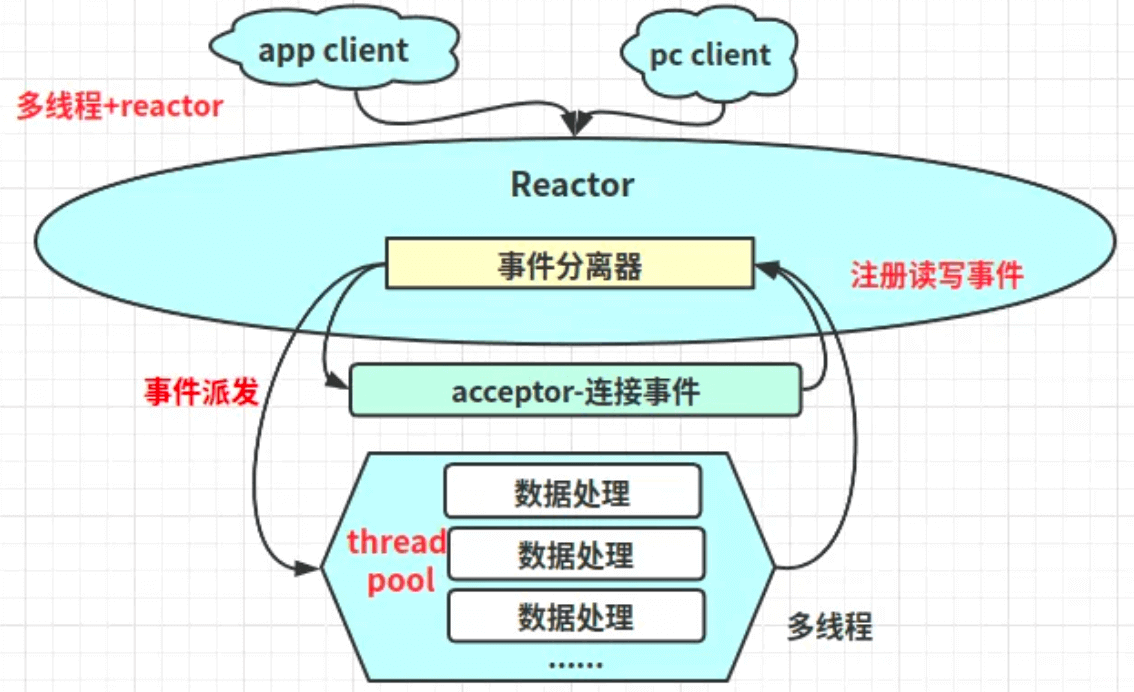 app client
pc client
多线程+reactor
Reactor
事件分离器
注册读写事件
事件派发
acceptor-连接事件
数据处理
thread
pool
数据处理
数据处理
多线程
......